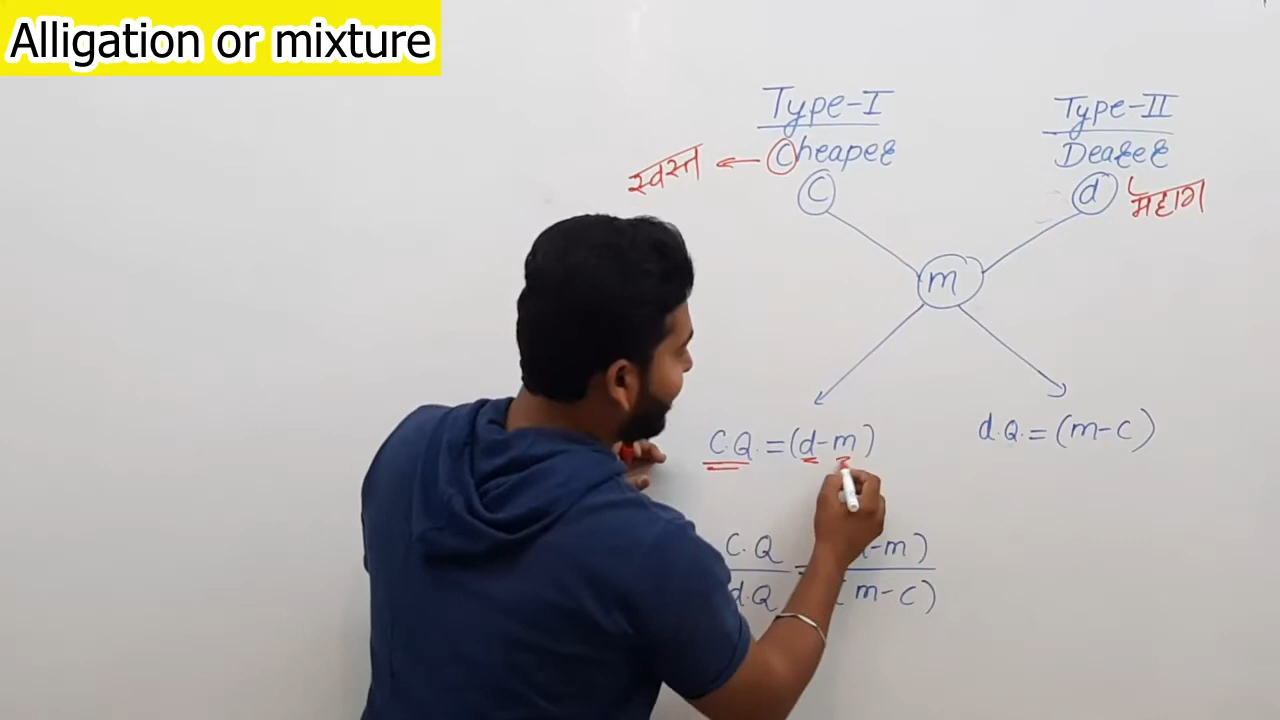 Alligation or mixture
Type-I
Type-II
Cheaper
Dearer
स्वस्त
C
d
महाग
m
C.Q. = (d-m)
d.Q. = (m-c)
C.Q = (d-m)
d.Q (m-c)